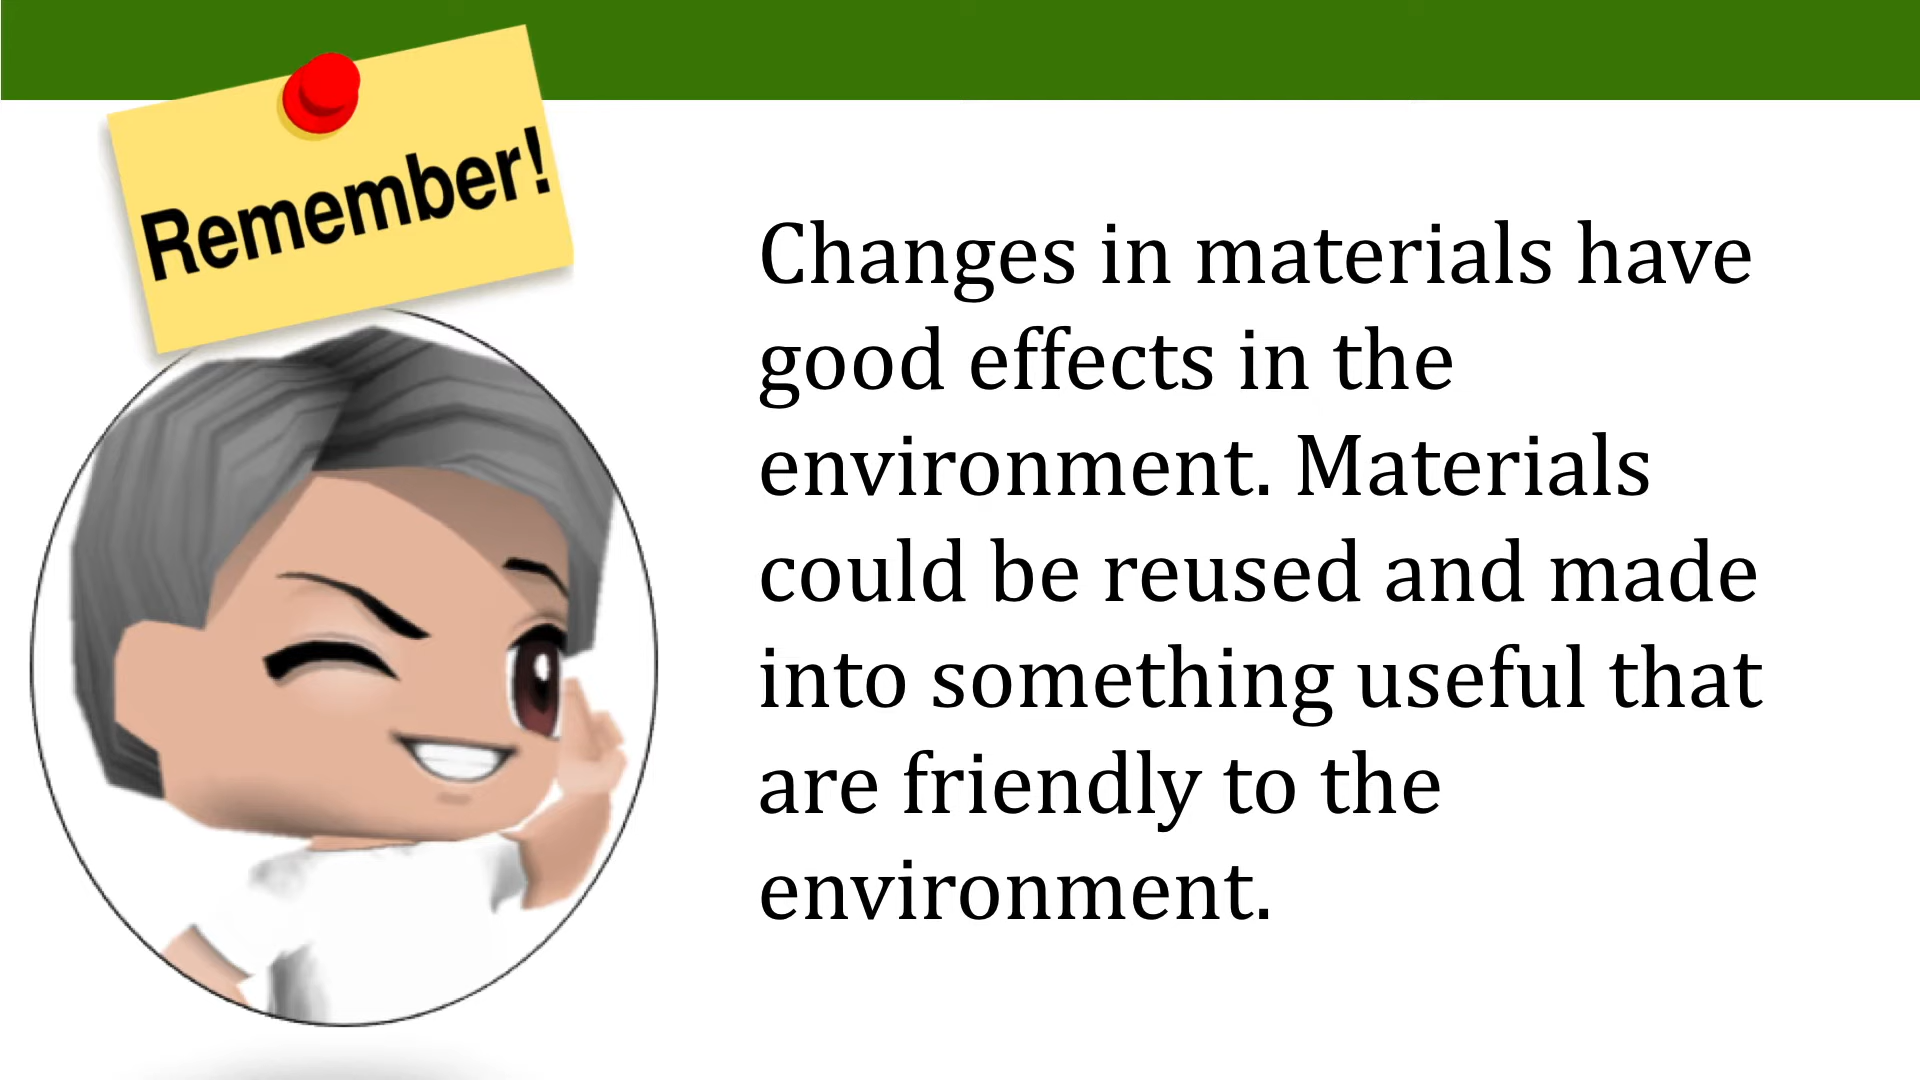 Remember!
Changes in materials have
good effects in the
environment. Materials
could be reused and made
into something useful that
are friendly to the
environment.